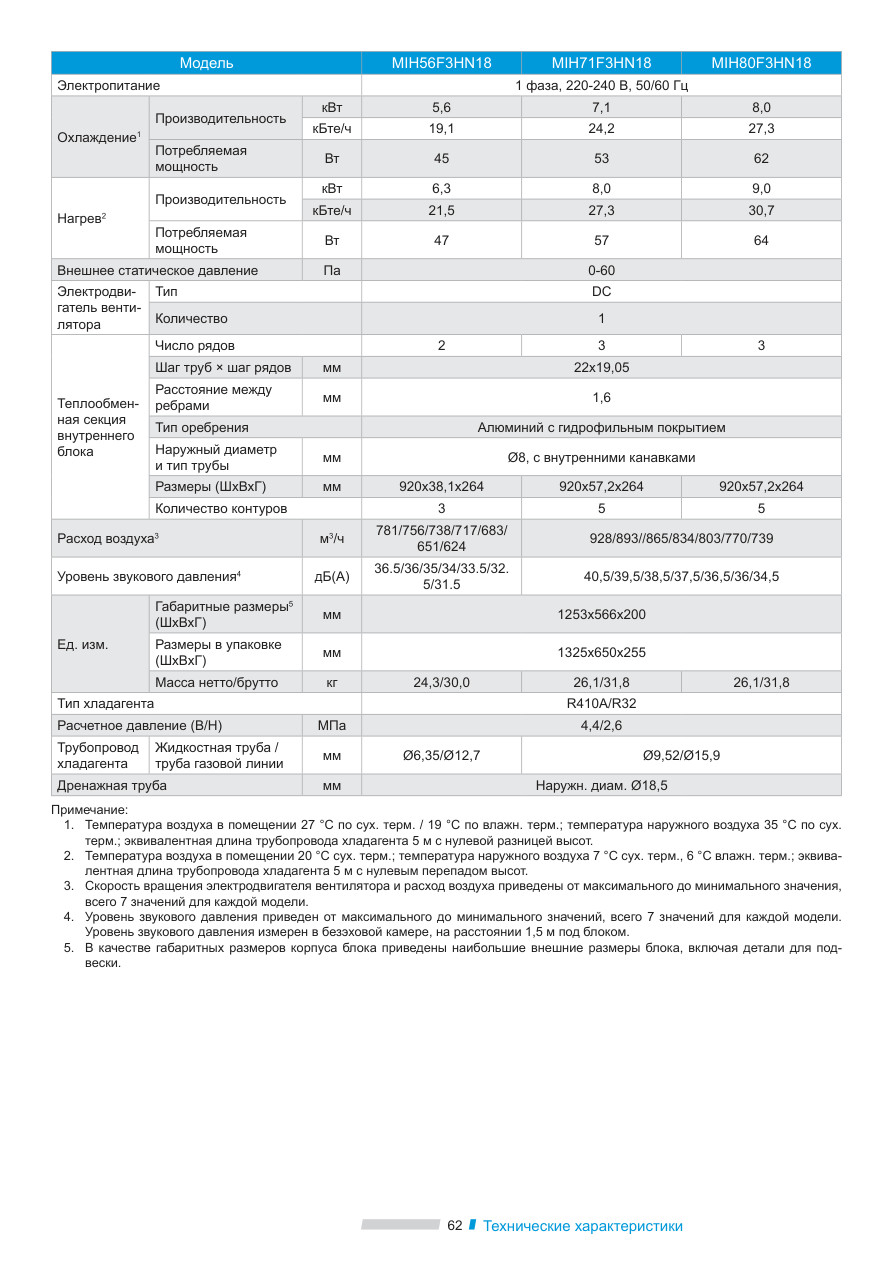 Модель MIH56F3HN18 MIH71F3HN18 MIH80F3HN18
Электропитание 1 фаза, 220-240 В, 50/60 Гц
Охлаждение¹ Производительность кВт 5,6 7,1 8,0
кБте/ч 19,1 24,2 27,3
Потребляемая
мощность Вт 45 53 62
Нагрев² Производительность кВт 6,3 8,0 9,0
кБте/ч 21,5 27,3 30,7
Потребляемая
мощность Вт 47 57 64
Внешнее статическое давление Па 0-60
Электродви-
гатель венти-
лятора
Тип DC
Количество 1
Теплообмен-
ная секция
внутреннего
блока
Число рядов 2 3 3
Шаг труб × шаг рядов мм 22x19,05
Расстояние между
ребрами мм 1,6
Тип оребрения Алюминий с гидрофильным покрытием
Наружный диаметр
и тип трубы мм Ø8, с внутренними канавками
Размеры (ШхВхГ) мм 920x38,1x264 920x57,2x264 920x57,2x264
Количество контуров 3 5 5
Расход воздуха³ м³/ч 781/756/738/717/683/
651/624 928/893//865/834/803/770/739
Уровень звукового давления⁴ дБ(А) 36.5/36/35/34/33.5/32.
5/31.5 40,5/39,5/38,5/37,5/36,5/36/34,5
Ед. изм. Габаритные размеры⁵
(ШхВхГ) мм 1253x566x200
Размеры в упаковке
(ШхВхГ) мм 1325x650x255
Масса нетто/брутто кг 24,3/30,0 26,1/31,8 26,1/31,8
Тип хладагента R410A/R32
Расчетное давление (В/Н) МПа 4,4/2,6
Трубопровод
хладагента
Жидкостная труба /
труба газовой линии мм Ø6,35/Ø12,7 Ø9,52/Ø15,9
Дренажная труба мм Наружн. диам. Ø18,5
Примечание:
1. Температура воздуха в помещении 27 °C по сух. терм. / 19 °C по влажн. терм.; температура наружного воздуха 35 °C по сух.
терм.; эквивалентная длина трубопровода хладагента 5 м с нулевой разницей высот.
2. Температура воздуха в помещении 20 °C сух. терм.; температура наружного воздуха 7 °C сух. терм., 6 °C влажн. терм.; эквива-
лентная длина трубопровода хладагента 5 м с нулевым перепадом высот.
3. Скорость вращения электродвигателя вентилятора и расход воздуха приведены от максимального до минимального значения,
всего 7 значений для каждой модели.
4. Уровень звукового давления приведен от максимального до минимального значений, всего 7 значений для каждой модели.
Уровень звукового давления измерен в безэховой камере, на расстоянии 1,5 м под блоком.
5. В качестве габаритных размеров корпуса блока приведены наибольшие внешние размеры блока, включая детали для под-
вески.
62 Технические характеристики